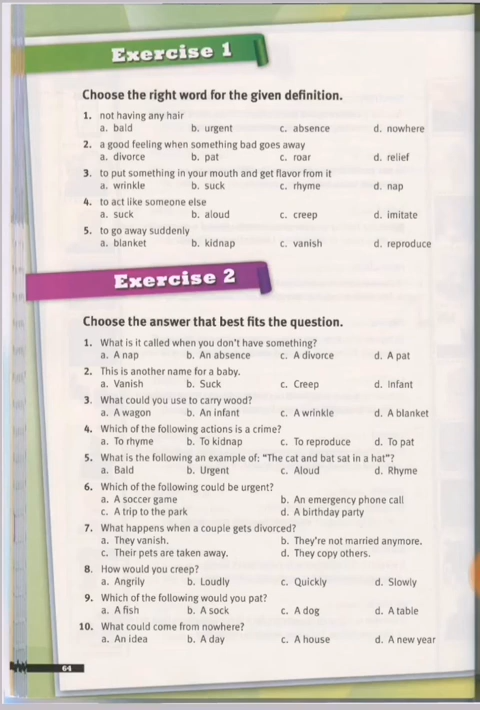 Exercise 1
Choose the right word for the given definition.
1. not having any hair
a. bald b. urgent c. absence d. nowhere
2. a good feeling when something bad goes away
a. divorce b. pat c. roar d. relief
3. to put something in your mouth and get flavor from it
a. wrinkle b. suck c. rhyme d. nap
4. to act like someone else
a. suck b. aloud c. creep d. imitate
5. to go away suddenly
a. blanket b. kidnap c. vanish d. reproduce
Exercise 2
Choose the answer that best fits the question.
1. What is it called when you don't have something?
a. A nap b. An absence c. A divorce d. A pat
2. This is another name for a baby.
a. Vanish b. Suck c. Creep d. Infant
3. What could you use to carry wood?
a. A wagon b. An infant c. A wrinkle d. A blanket
4. Which of the following actions is a crime?
a. To rhyme b. To kidnap c. To reproduce d. To pat
5. What is the following an example of: "The cat and bat sat in a hat"?
a. Bald b. Urgent c. Aloud d. Rhyme
6. Which of the following could be urgent?
a. A soccer game b. An emergency phone call
c. A trip to the park d. A birthday party
7. What happens when a couple gets divorced?
a. They vanish. b. They're not married anymore.
c. Their pets are taken away. d. They copy others.
8. How would you creep?
a. Angrily b. Loudly c. Quickly d. Slowly
9. Which of the following would you pat?
a. A fish b. A sock c. A dog d. A table
10. What could come from nowhere?
a. An idea b. A day c. A house d. A new year
64